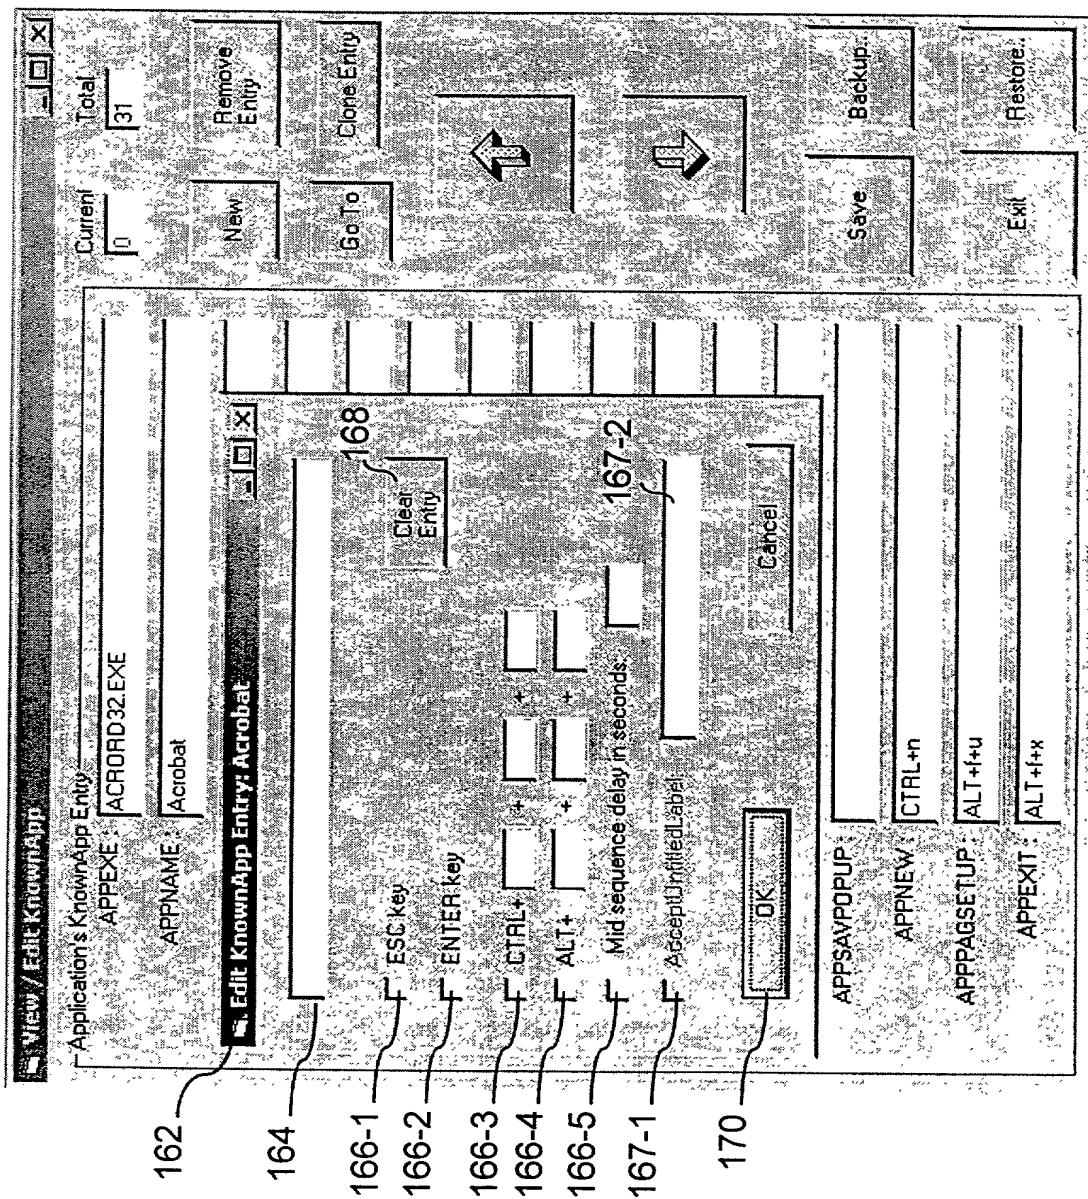 View / Edit KnownApp
Application's KnownApp Entry
APPEXE : ACRORD32.EXE
APPNAME : Acrobat
Edit KnownApp Entry: Acrobat
ESC key
ENTER key
Clear
Entry
CTRL+ + +
ALT+ + +
Mid sequence delay in seconds:
AcceptUntitledLabel
OK
Cancel
APPSAVPOPUP :
APPNEW : CTRL+n
APPPAGSETUP : ALT+f+u
APPEXIT : ALT+f+x
Curren
Total
0
31
New
Remove
Entry
Go To
Clone Entry
Save
Backup..
Exit
Restore..
162
164
166-1
166-2
166-3
166-4
166-5
167-1
170
168
167-2